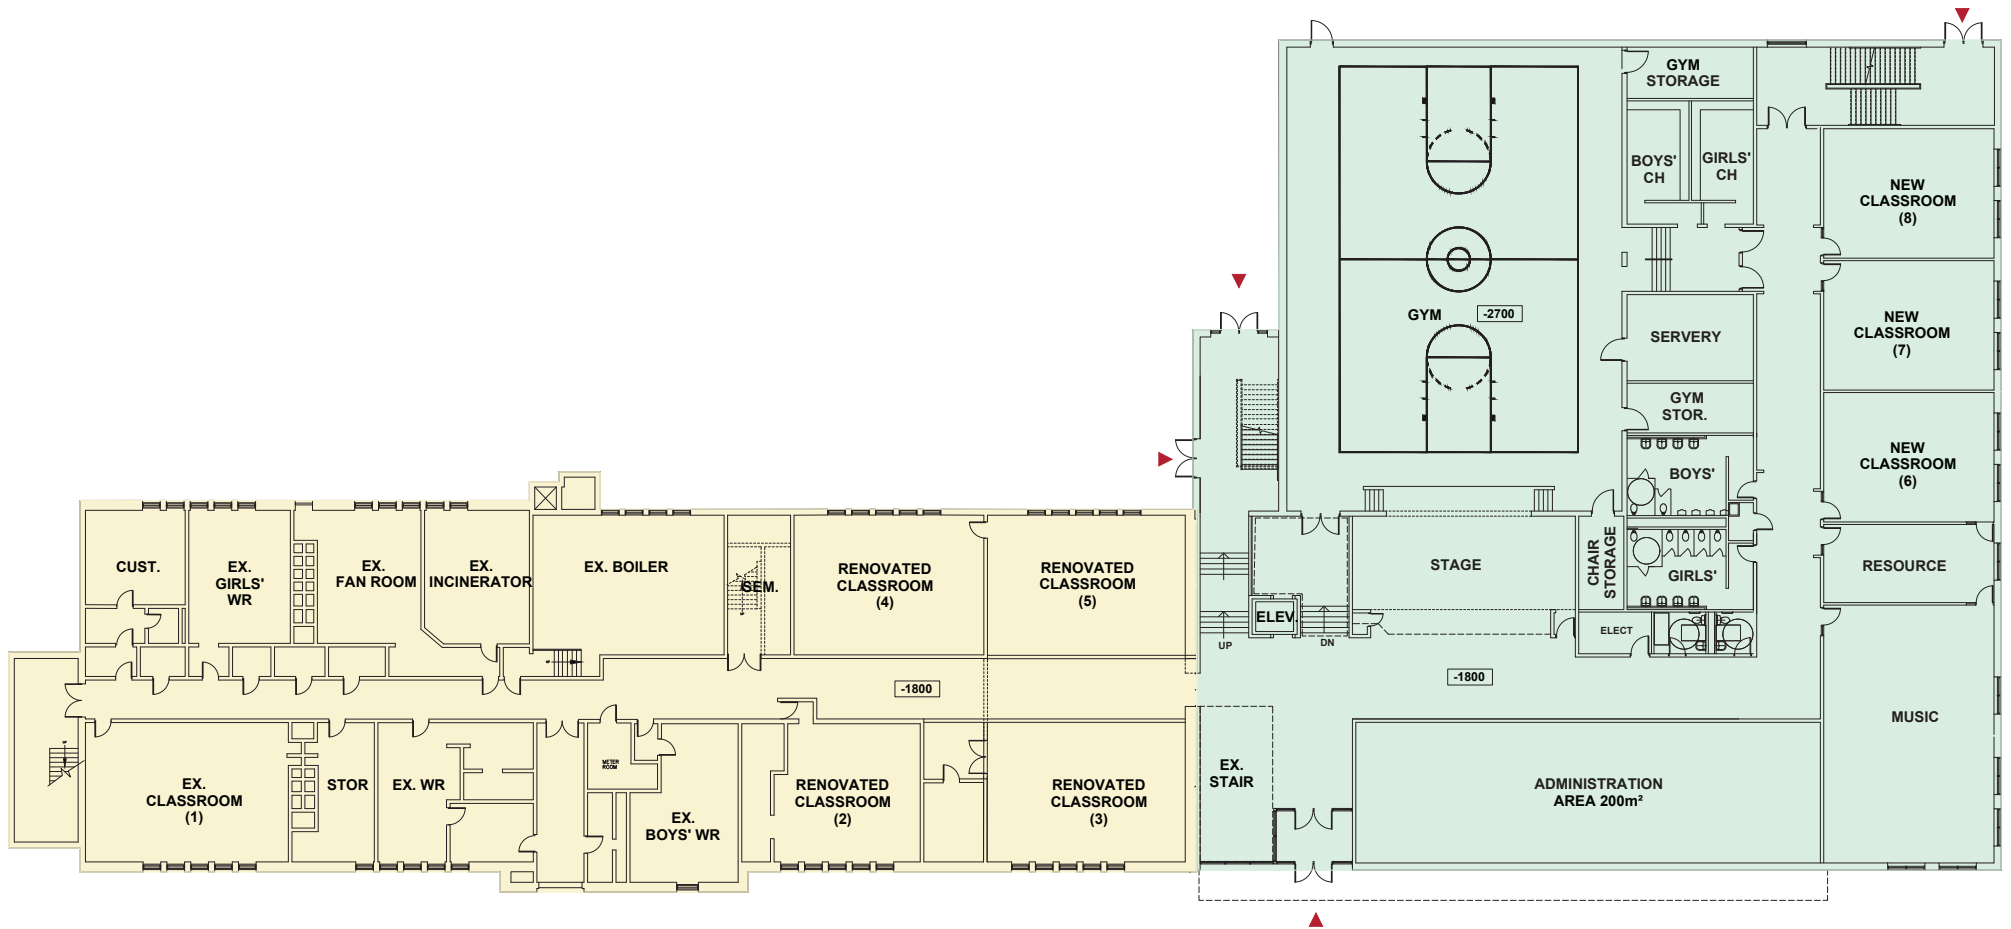 GYM
STORAGE
BOYS'
CH
GIRLS'
CH
NEW
CLASSROOM
(8)
GYM
-2700
SERVERY
NEW
CLASSROOM
(7)
GYM
STOR.
BOYS'
NEW
CLASSROOM
(6)
CUST.
EX.
GIRLS'
WR
EX.
FAN ROOM
EX.
INCINERATOR
EX. BOILER
SEM.
RENOVATED
CLASSROOM
(4)
RENOVATED
CLASSROOM
(5)
STAGE
CHAIR
STORAGE
GIRLS'
RESOURCE
ELEV.
UP
DN
ELECT
-1800
-1800
MUSIC
EX.
CLASSROOM
(1)
STOR
EX. WR
METER
ROOM
EX.
BOYS' WR
RENOVATED
CLASSROOM
(2)
RENOVATED
CLASSROOM
(3)
EX.
STAIR
ADMINISTRATION
AREA 200m²